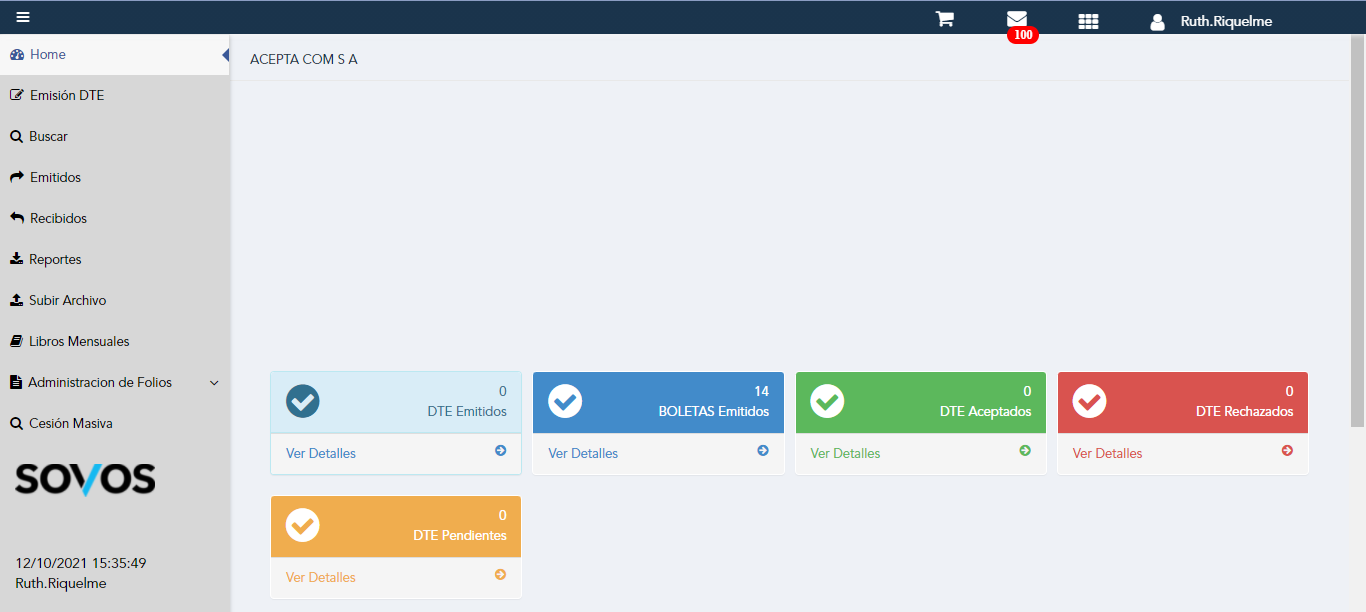 100
Ruth.Riquelme
Home
Emisión DTE
Buscar
Emitidos
Recibidos
Reportes
Subir Archivo
Libros Mensuales
Administracion de Folios
Cesión Masiva
SOVOS
12/10/2021 15:35:49
Ruth.Riquelme
ACEPTA COM S A
0
DTE Emitidos
Ver Detalles
14
BOLETAS Emitidos
Ver Detalles
0
DTE Aceptados
Ver Detalles
0
DTE Rechazados
Ver Detalles
0
DTE Pendientes
Ver Detalles